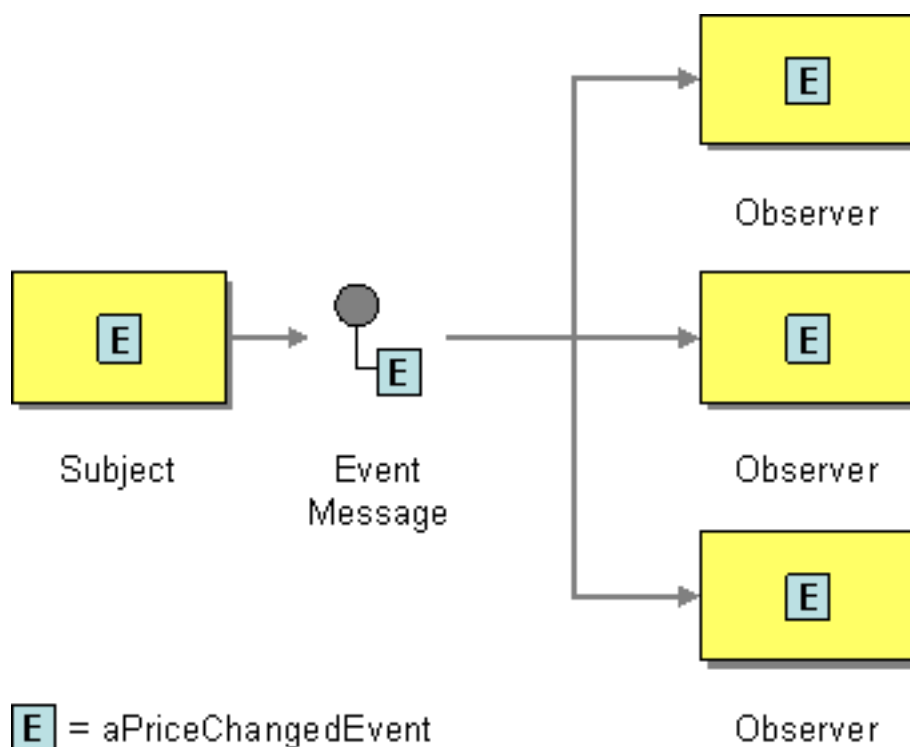 E
Observer
E
E
E
Subject
Event
Message
Observer
E
E = aPriceChangedEvent
Observer